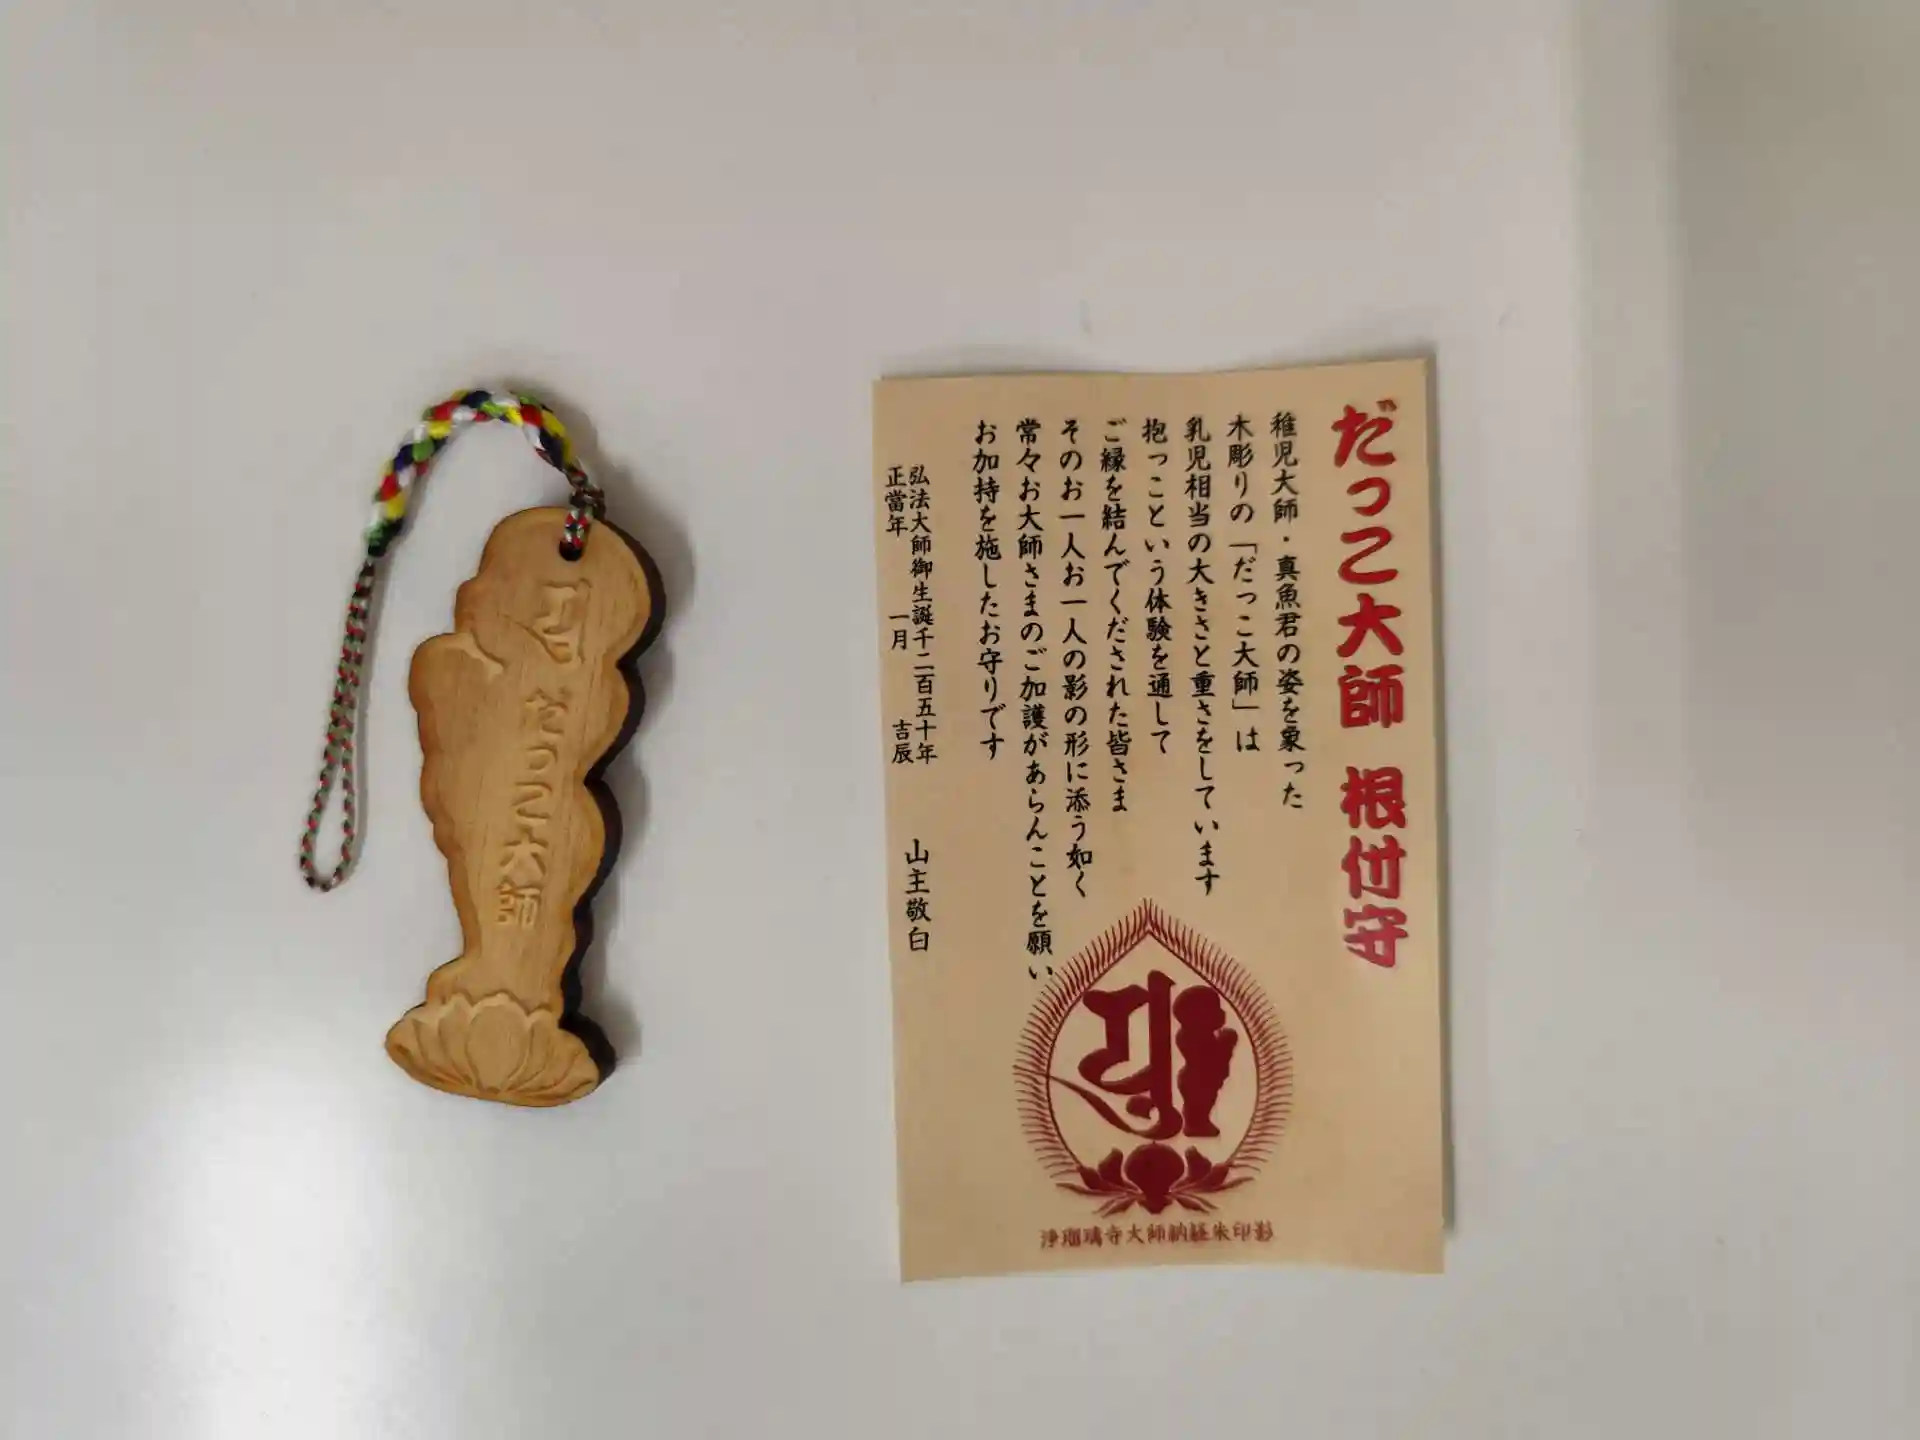 だっこ大師
だっこ大師 根付守
稚児大師・真魚君の姿を象った
木彫りの「だっこ大師」は
乳児相当の大きさと重さをしています
抱っこという体験を通して
ご縁を結んでくだされた皆さま
そのお一人お一人の影の形に添う如く
常々お大師さまのご加護があらんことを願い
お加持を施したお守りです
弘法大師御生誕千二百五十年
正當年 一月 吉辰
山主敬白
浄瑠璃寺大師納経朱印影